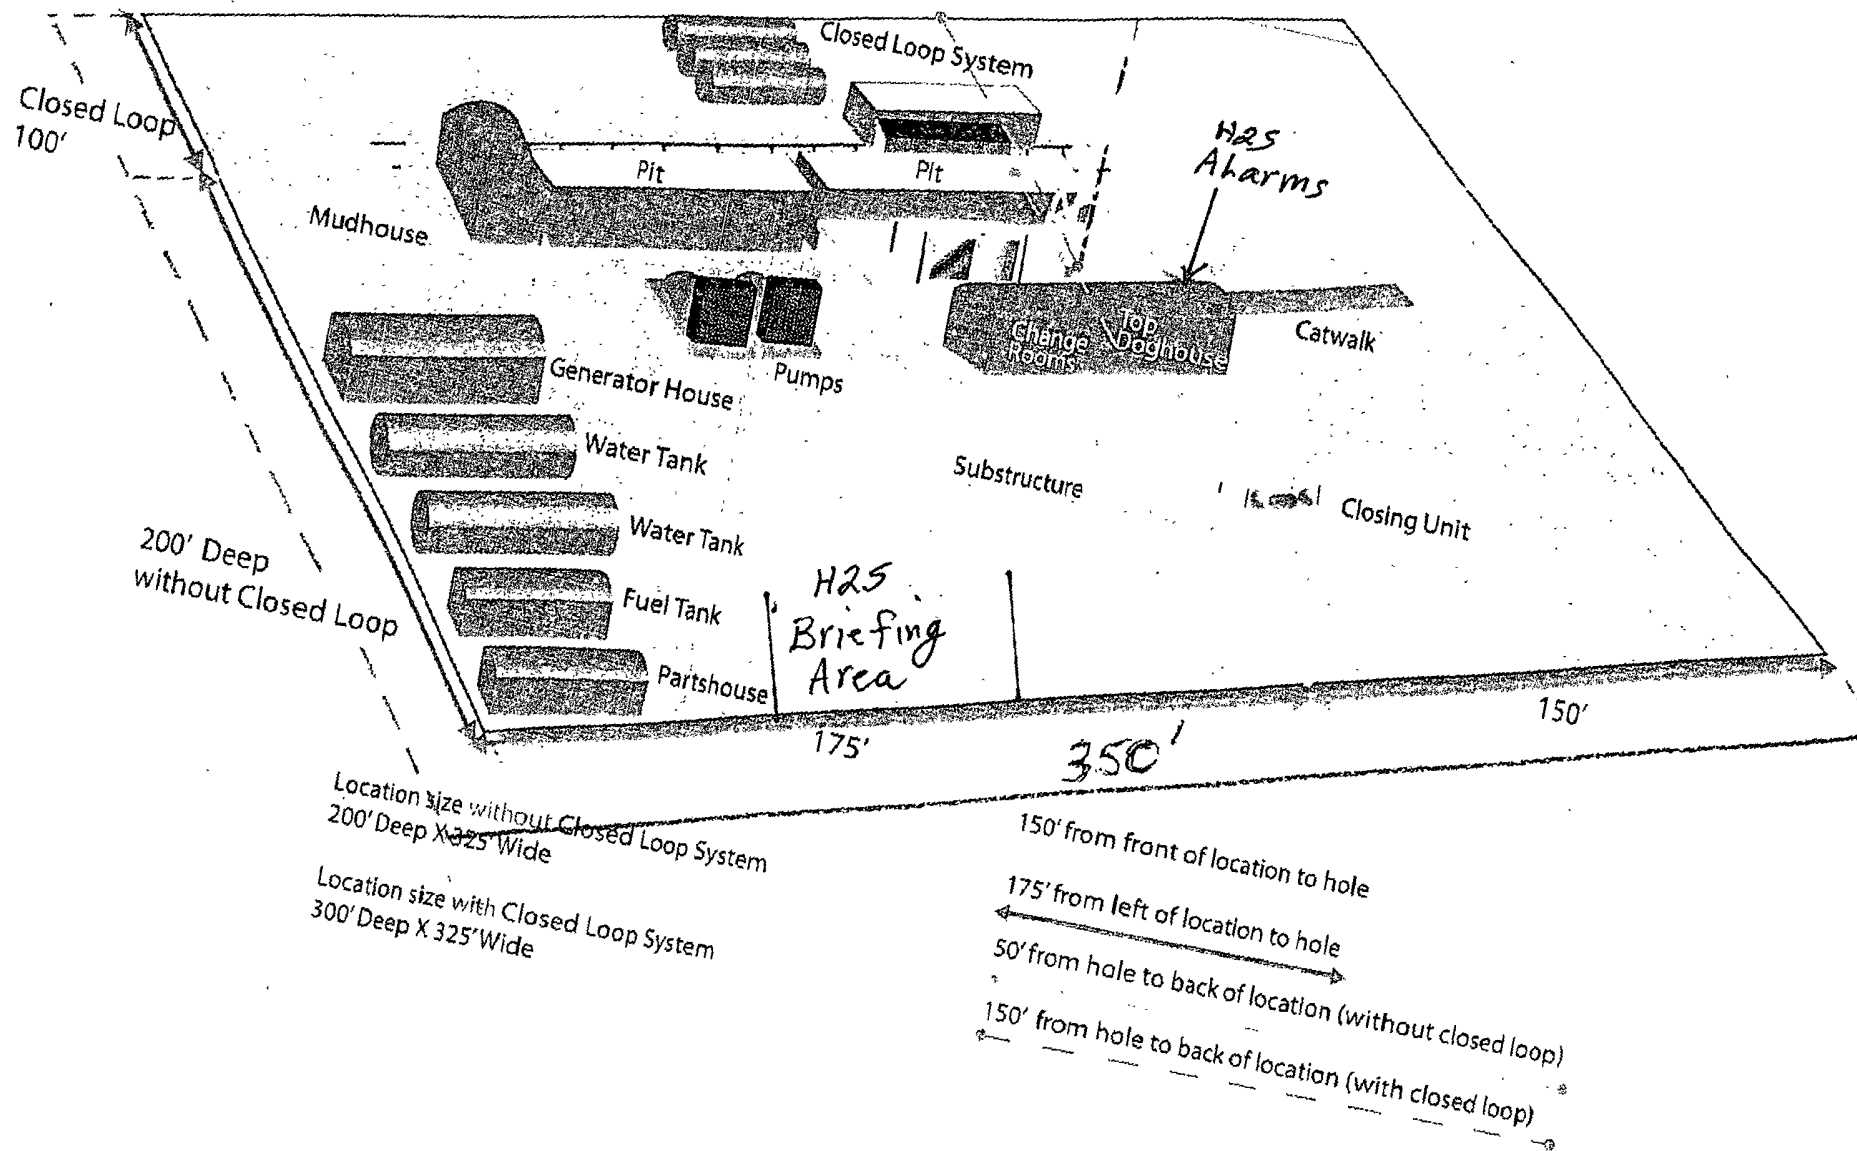 Closed Loop System
Closed Loop
100'
H2S
Aharms
Pit
Pit
Mudhouse
Top
Doghouse
Change
Rooms
Catwalk
Pumps
Generator House
Water Tank
Substructure
Closing Unit
Water Tank
200' Deep
without Closed Loop
Fuel Tank
H2S
Briefing
Area
Partshouse
175'
350'
150'
Location size without Closed Loop System
200' Deep X 325' Wide
Location size with Closed Loop System
300' Deep X 325' Wide
150' from front of location to hole
175' from left of location to hole
50' from hole to back of location (without closed loop)
150' from hole to back of location (with closed loop)